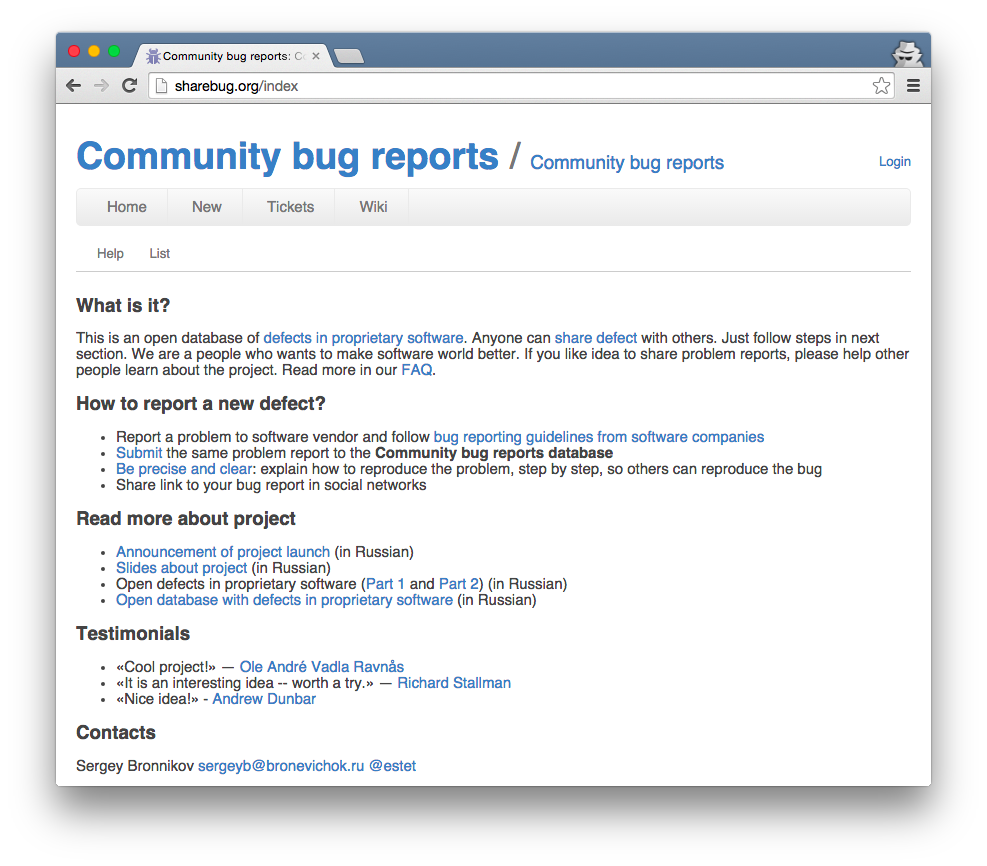 Community bug reports: C
sharebug.org/index
Community bug reports / Community bug reports
Login
Home New Tickets Wiki
Help List
What is it?
This is an open database of defects in proprietary software. Anyone can share defect with others. Just follow steps in next
section. We are a people who wants to make software world better. If you like idea to share problem reports, please help other
people learn about the project. Read more in our FAQ.
How to report a new defect?
• Report a problem to software vendor and follow bug reporting guidelines from software companies
• Submit the same problem report to the Community bug reports database
• Be precise and clear: explain how to reproduce the problem, step by step, so others can reproduce the bug
• Share link to your bug report in social networks
Read more about project
• Announcement of project launch (in Russian)
• Slides about project (in Russian)
• Open defects in proprietary software (Part 1 and Part 2) (in Russian)
• Open database with defects in proprietary software (in Russian)
Testimonials
• «Cool project!» — Ole André Vadla Ravnås
• «It is an interesting idea -- worth a try.» — Richard Stallman
• «Nice idea!» - Andrew Dunbar
Contacts
Sergey Bronnikov sergeyb@bronevichok.ru @estet